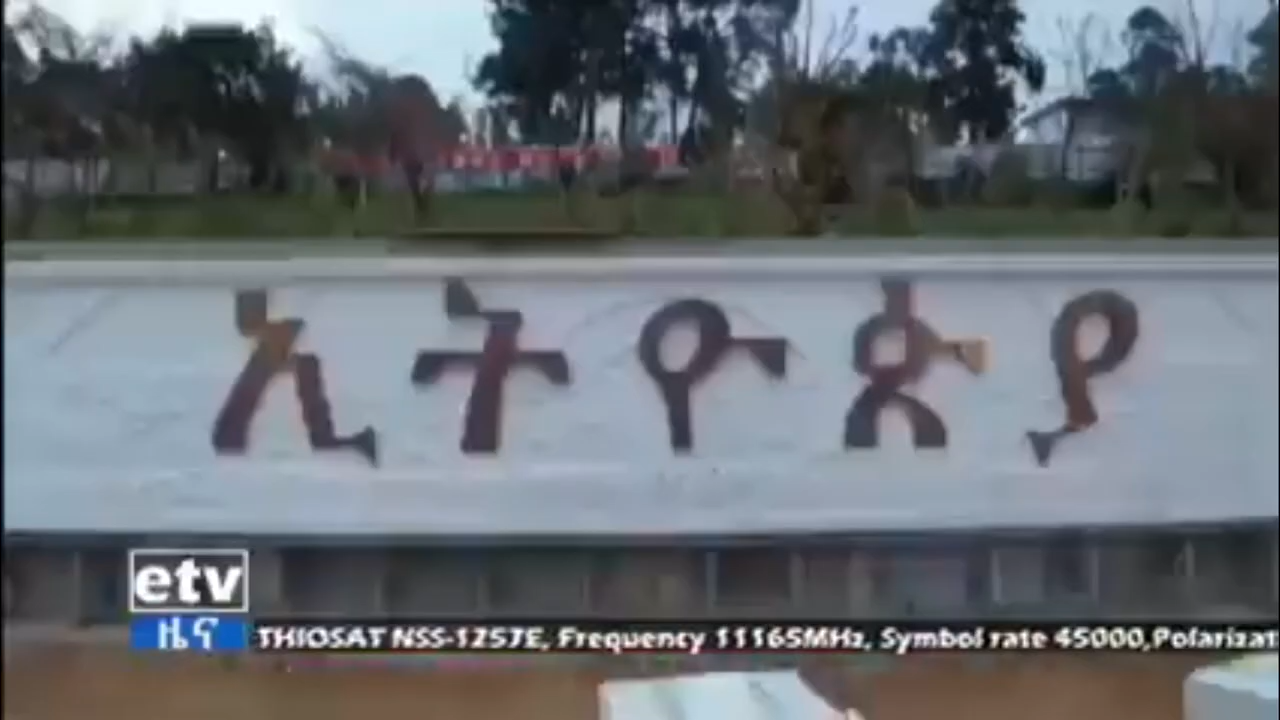 ኢትዮጵያ
etv
ዜና
THIOSAT NSS-1257E, Frequency 11165MHz, Symbol rate 45000,Polarizat